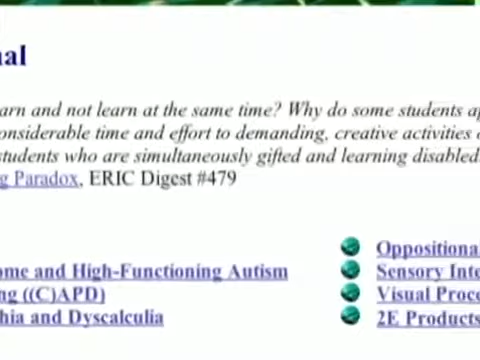 nal
arn and not learn at the same time? Why do some students ap
onsiderable time and effort to demanding, creative activities
students who are simultaneously gifted and learning disabled
g Paradox, ERIC Digest #479
Oppositiona
ome and High-Functioning Autism
Sensory Inte
ng ((C)APD)
Visual Proce
hia and Dyscalculia
2E Products